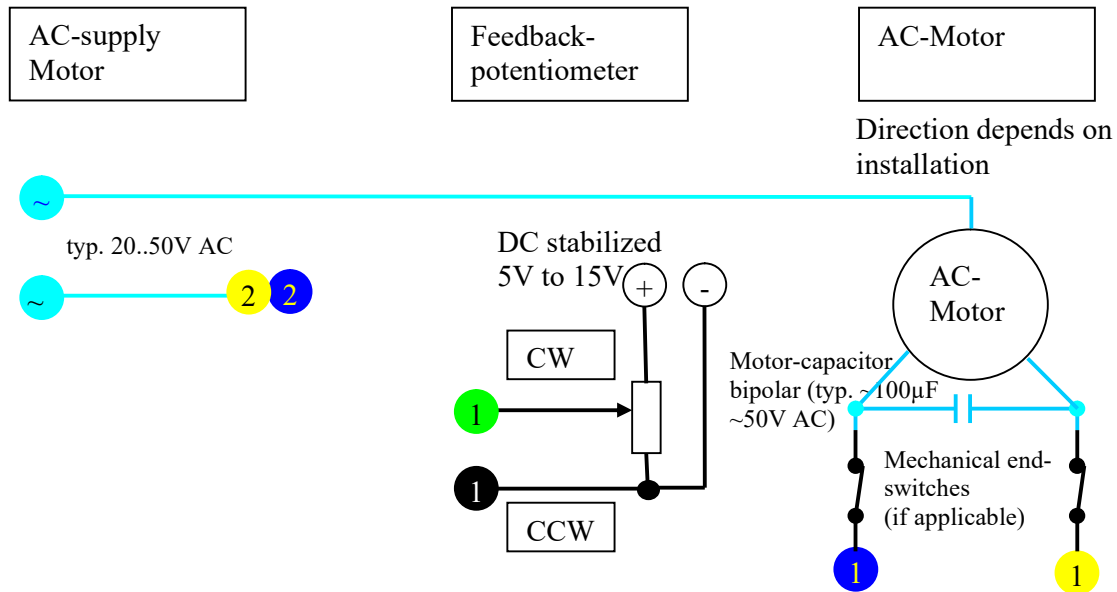 AC-supply
Motor
Feedback-
potentiometer
AC-Motor
Direction depends on
installation
~
typ. 20..50V AC
~
2
2
DC stabilized
5V to 15V
+
-
AC-
Motor
CW
1
Motor-capacitor
bipolar (typ. ~100µF
~50V AC)
1
CCW
Mechanical end-
switches
(if applicable)
1
1